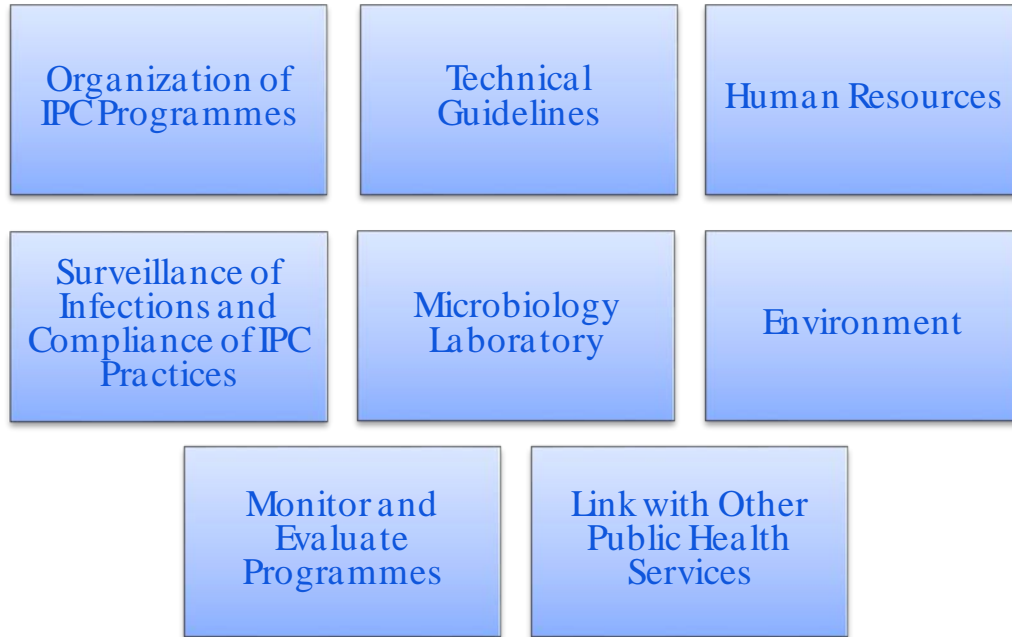 Organization of
IPC Programmes
Technical
Guidelines
Human Resources
Surveillance of
Infections and
Compliance of IPC
Practices
Microbiology
Laboratory
Environment
Monitor and
Evaluate
Programmes
Link with Other
Public Health
Services